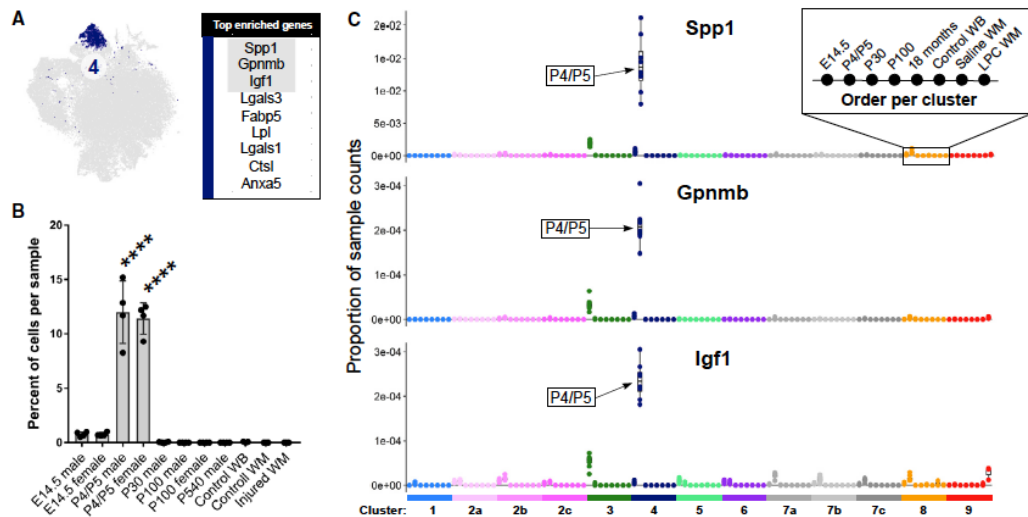 A
Top enriched genes
Spp1
Gpnmb
Igf1
Lgals3
Fabp5
Lpl
Lgals1
Ctsl
Anxa5
4
B
Percent of cells per sample
20
15
10
5
0
****
****
E14.5 male
E14.5 female
P4/P5 male
P4/P5 female
P30 male
P100 male
P100 female
P540 male
Control WB
Controll WM
Injured WM
C
Proportion of sample counts
Spp1
2e-02
1e-02
1e-02
5e-03
0e+00
P4/P5
E14.5
P4/P5
P30
P100
18 months
Control WB
Saline WM
LPC WM
Order per cluster
Gpnmb
3e-04
2e-04
1e-04
0e+00
P4/P5
Igf1
3e-04
2e-04
1e-04
0e+00
P4/P5
Cluster: 1 2a 2b 2c 3 4 5 6 7a 7b 7c 8 9